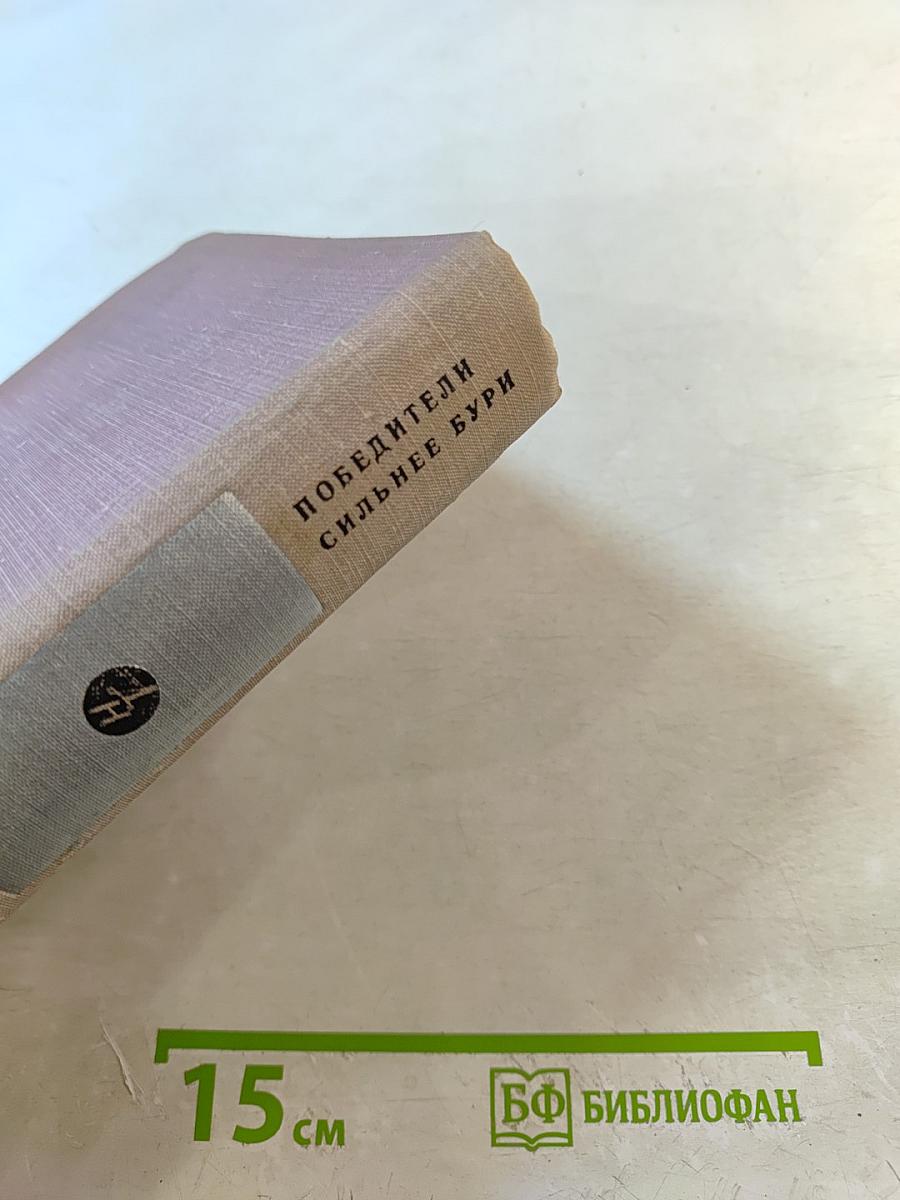 ПОБЕДИТЕЛИ
СИЛЬНЕЕ БУРИ
15 см
БФ БИБЛИОФАН